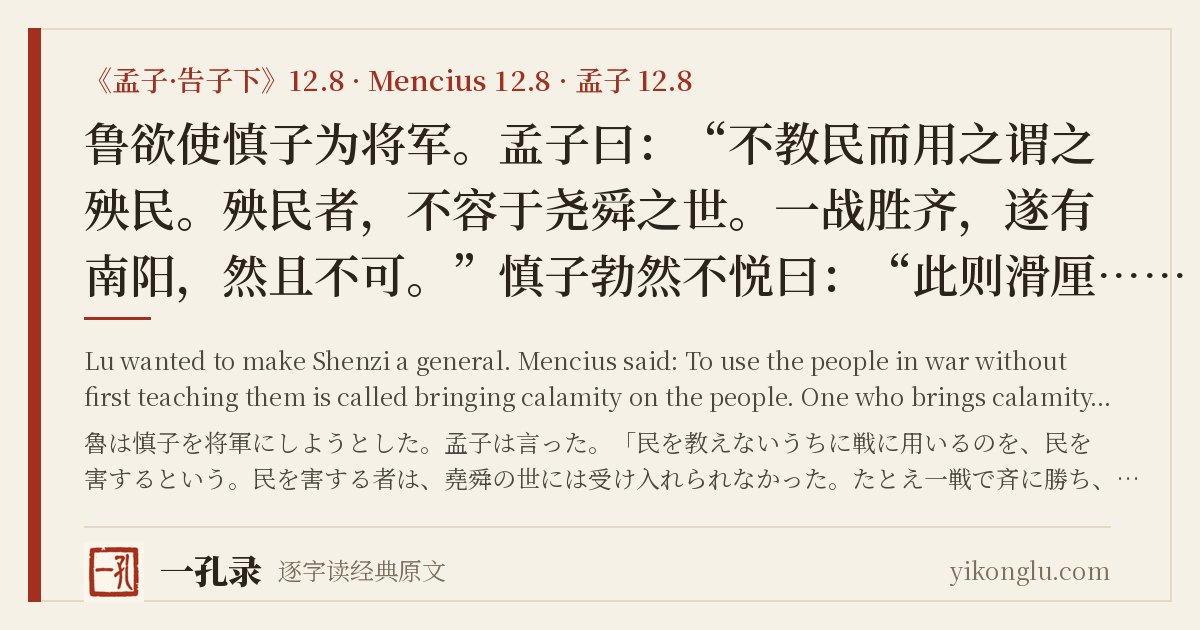 《孟子·告子下》12.8 · Mencius 12.8 · 孟子 12.8
鲁欲使慎子为将军。孟子曰：“不教民而用之谓之
殃民。殃民者，不容于尧舜之世。一战胜齐，遂有
南阳，然且不可。”慎子勃然不悦曰：“此则滑厘……
Lu wanted to make Shenzi a general. Mencius said: To use the people in war without
first teaching them is called bringing calamity on the people. One who brings calamity...
魯は慎子を将軍にしようとした。孟子は言った。「民を教えないうちに戦に用いるのを、民を
害するという。民を害する者は、堯舜の世には受け入れられなかった。たとえ一戦で斉に勝ち、…
一孔
一孔录 逐字读经典原文
yikonglu.com